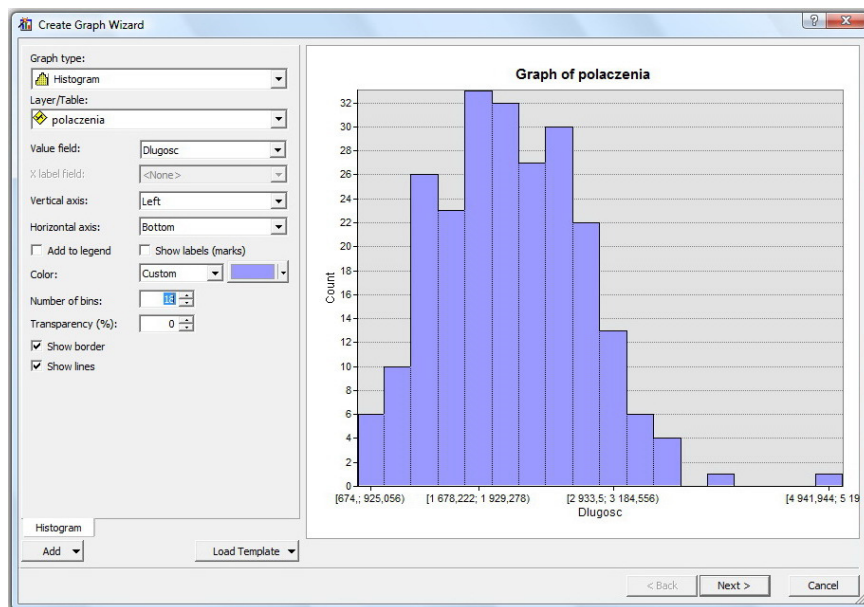 Create Graph Wizard
Graph type:
Histogram
Layer/Table:
polaczenia
Value field:
Dlugosc
X label field:
<None>
Vertical axis:
Left
Horizontal axis:
Bottom
Add to legend
Show labels (marks)
Color:
Custom
Number of bins:
18
Transparency (%):
0
Show border
Show lines
Histogram
Add
Load Template
Graph of polaczenia
Count
32
30
28
26
24
22
20
18
16
14
12
10
8
6
4
2
0
[674,; 925,056)
[1 678,222; 1 929,278)
[2 933,5; 3 184,556)
[4 941,944; 5 19
Dlugosc
< Back
Next >
Cancel